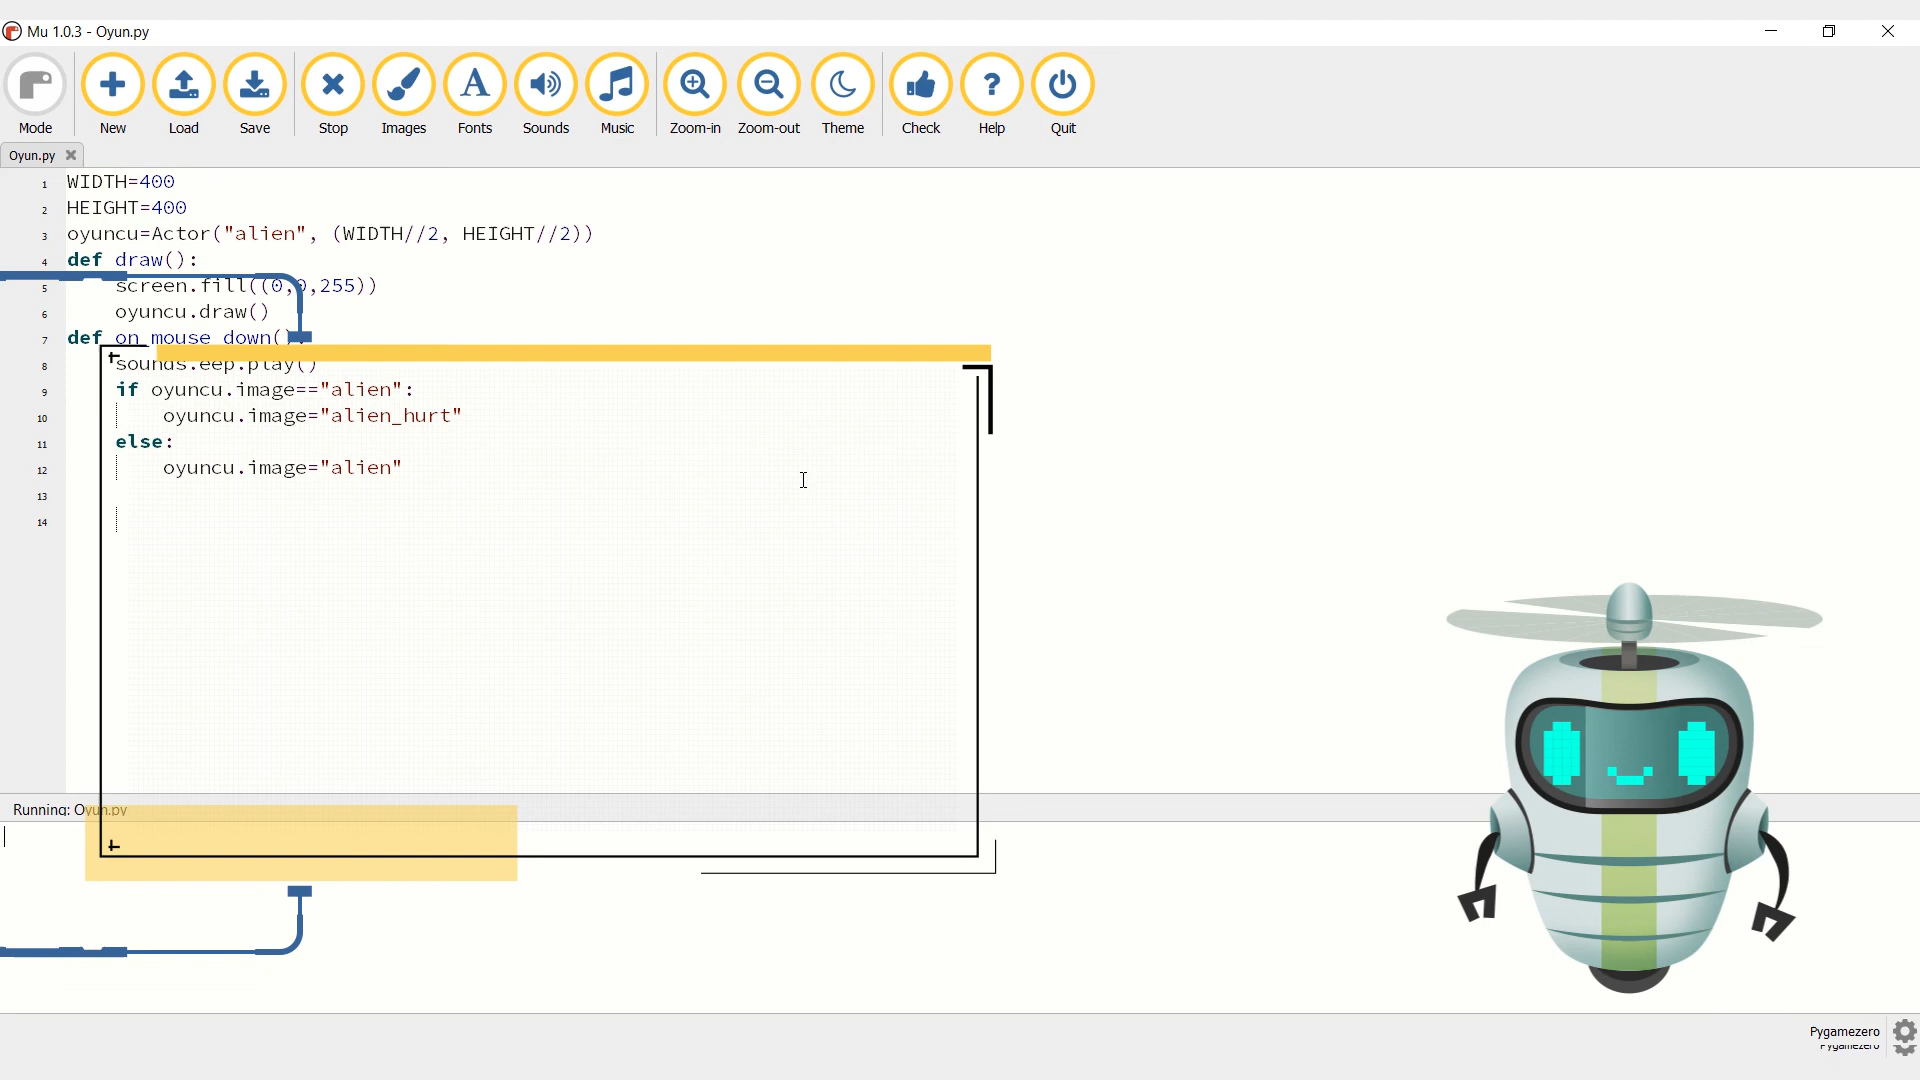 Mu 1.0.3 - Oyun.py
Mode New Load Save Stop Images Fonts Sounds Music Zoom-in Zoom-out Theme Check Help Quit
Oyun.py
1 WIDTH=400
2 HEIGHT=400
3 oyuncu=Actor("alien", (WIDTH//2, HEIGHT//2))
4 def draw():
5 screen.fill((0,0,255))
6 oyuncu.draw()
7 def on_mouse_down():
8 sounds.eep.play()
9 if oyuncu.image=="alien":
10 oyuncu.image="alien_hurt"
11 else:
12 oyuncu.image="alien"
13
14
Running: Oyun.py
Pygamezero
Pygamezero